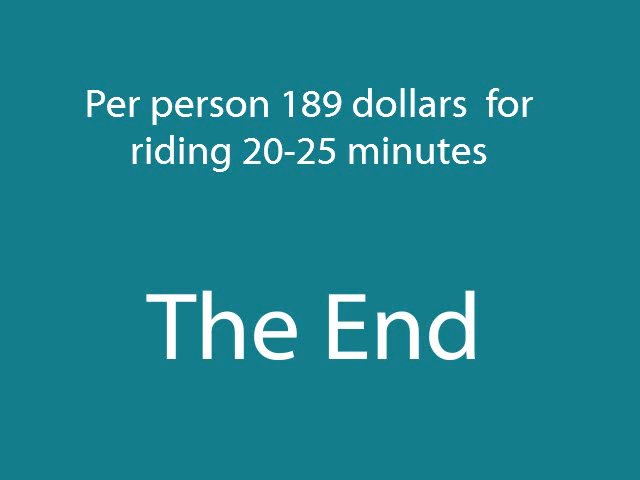 Per person 189 dollars  for
riding 20-25 minutes
The End